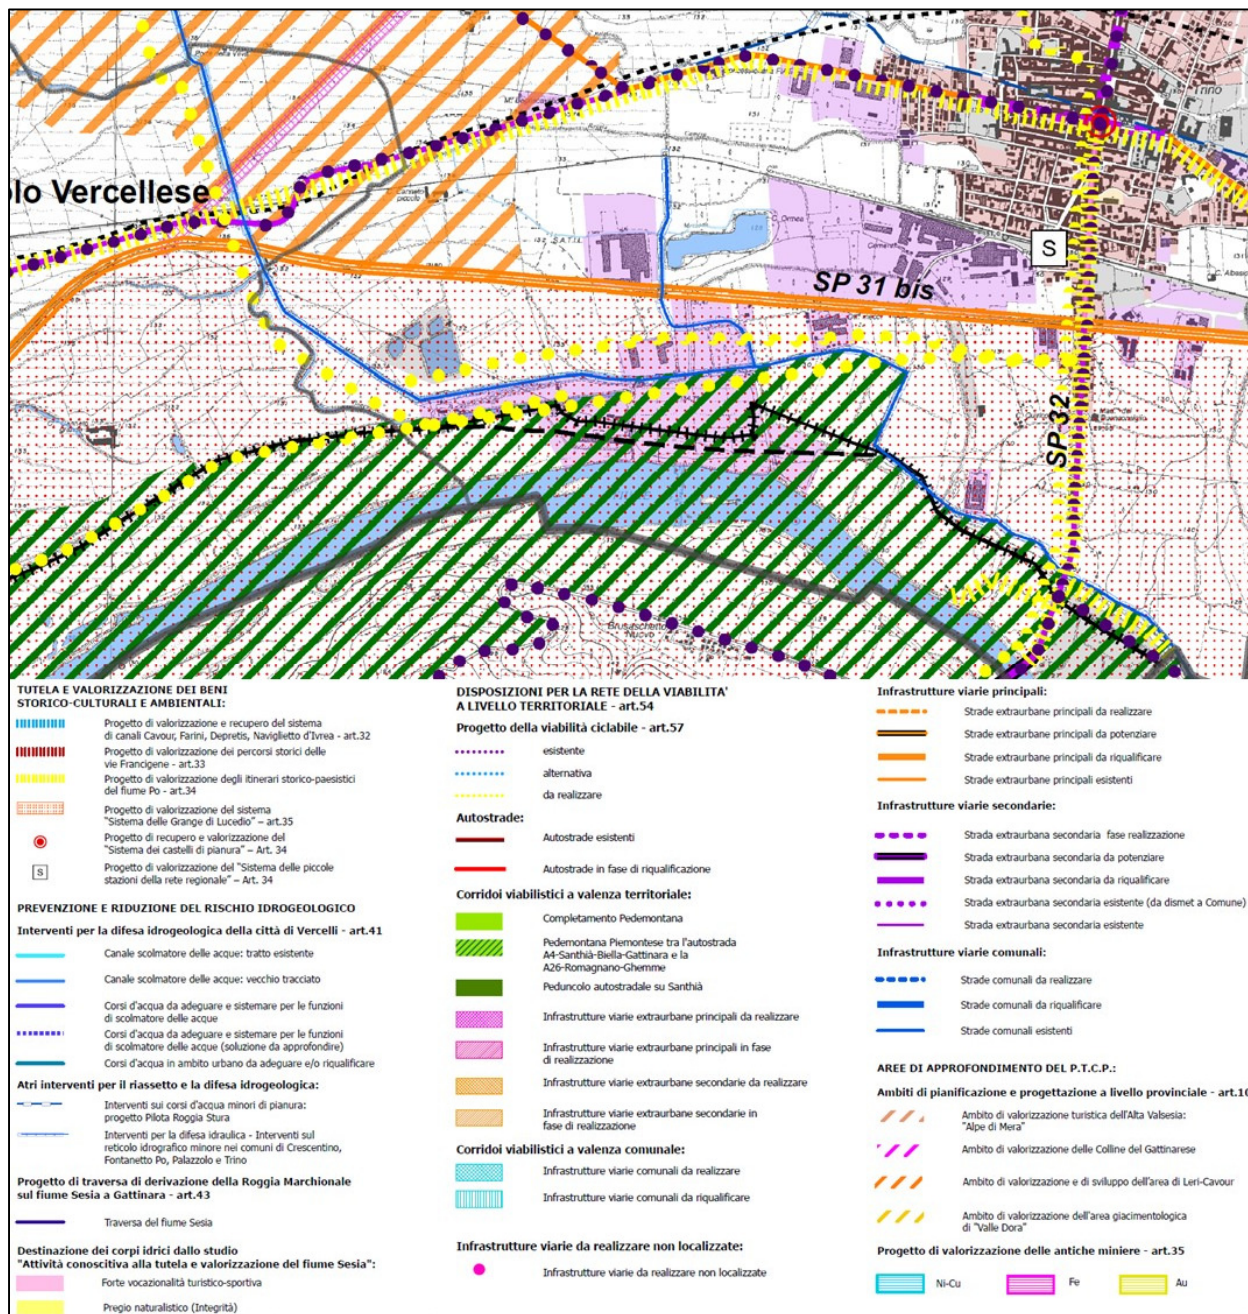 olo Vercellese
Trino
C. Ormea
SP 31 bis
S
SP 32
Brusaschetto
Nuovo
TUTELA E VALORIZZAZIONE DEI BENI
STORICO-CULTURALI E AMBIENTALI:
Progetto di valorizzazione e recupero del sistema
di canali Cavour, Farini, Depretis, Naviglietto d'Ivrea - art.32
Progetto di valorizzazione dei percorsi storici delle
vie Francigene - art.33
Progetto di valorizzazione degli itinerari storico-paesistici
del fiume Po - art.34
Progetto di valorizzazione del sistema
"Sistema delle Grange di Lucedio" – art.35
Progetto di recupero e valorizzazione del
"Sistema dei castelli di pianura" – Art. 34
S
Progetto di valorizzazione del "Sistema delle piccole
stazioni della rete regionale" – Art. 34
PREVENZIONE E RIDUZIONE DEL RISCHIO IDROGEOLOGICO
Interventi per la difesa idrogeologica della città di Vercelli - art.41
Canale scolmatore delle acque: tratto esistente
Canale scolmatore delle acque: vecchio tracciato
Corsi d'acqua da adeguare e sistemare per le funzioni
di scolmatore delle acque
Corsi d'acqua da adeguare e sistemare per le funzioni
di scolmatore delle acque (soluzione da approfondire)
Corsi d'acqua in ambito urbano da adeguare e/o riqualificare
Atri interventi per il riassetto e la difesa idrogeologica:
Interventi sui corsi d'acqua minori di pianura:
progetto Pilota Roggia Stura
Interventi per la difesa idraulica - Interventi sul
reticolo idrografico minore nei comuni di Crescentino,
Fontanetto Po, Palazzolo e Trino
Progetto di traversa di derivazione della Roggia Marchionale
sul fiume Sesia a Gattinara - art.43
Traversa del fiume Sesia
Destinazione dei corpi idrici dallo studio
"Attività conoscitiva alla tutela e valorizzazione del fiume Sesia":
Forte vocazionalità turistico-sportiva
Pregio naturalistico (Integrità)
DISPOSIZIONI PER LA RETE DELLA VIABILITA'
A LIVELLO TERRITORIALE - art.54
Progetto della viabilità ciclabile - art.57
esistente
alternativa
da realizzare
Autostrade:
Autostrade esistenti
Autostrade in fase di riqualificazione
Corridoi viabilistici a valenza territoriale:
Completamento Pedemontana
Pedemontana Piemontese tra l'autostrada
A4-Santhià-Biella-Gattinara e la
A26-Romagnano-Ghemme
Peduncolo autostradale su Santhià
Infrastrutture viarie extraurbane principali da realizzare
Infrastrutture viarie extraurbane principali in fase
di realizzazione
Infrastrutture viarie extraurbane secondarie da realizzare
Infrastrutture viarie extraurbane secondarie in
fase di realizzazione
Corridoi viabilistici a valenza comunale:
Infrastrutture viarie comunali da realizzare
Infrastrutture viarie comunali da riqualificare
Infrastrutture viarie da realizzare non localizzate:
Infrastrutture viarie da realizzare non localizzate
Infrastrutture viarie principali:
Strade extraurbane principali da realizzare
Strade extraurbane principali da potenziare
Strade extraurbane principali da riqualificare
Strade extraurbane principali esistenti
Infrastrutture viarie secondarie:
Strada extraurbana secondaria fase realizzazione
Strada extraurbana secondaria da potenziare
Strada extraurbana secondaria da riqualificare
Strada extraurbana secondaria esistente (da dismet a Comune)
Strada extraurbana secondaria esistente
Infrastrutture viarie comunali:
Strade comunali da realizzare
Strade comunali da riqualificare
Strade comunali esistenti
AREE DI APPROFONDIMENTO DEL P.T.C.P.:
Ambiti di pianificazione e progettazione a livello provinciale - art.10
Ambito di valorizzazione turistica dell'Alta Valsesia:
"Alpe di Mera"
Ambito di valorizzazione delle Colline del Gattinarese
Ambito di valorizzazione e di sviluppo dell'area di Leri-Cavour
Ambito di valorizzazione dell'area giacimentologica
di "Valle Dora"
Progetto di valorizzazione delle antiche miniere - art.35
Ni-Cu
Fe
Au